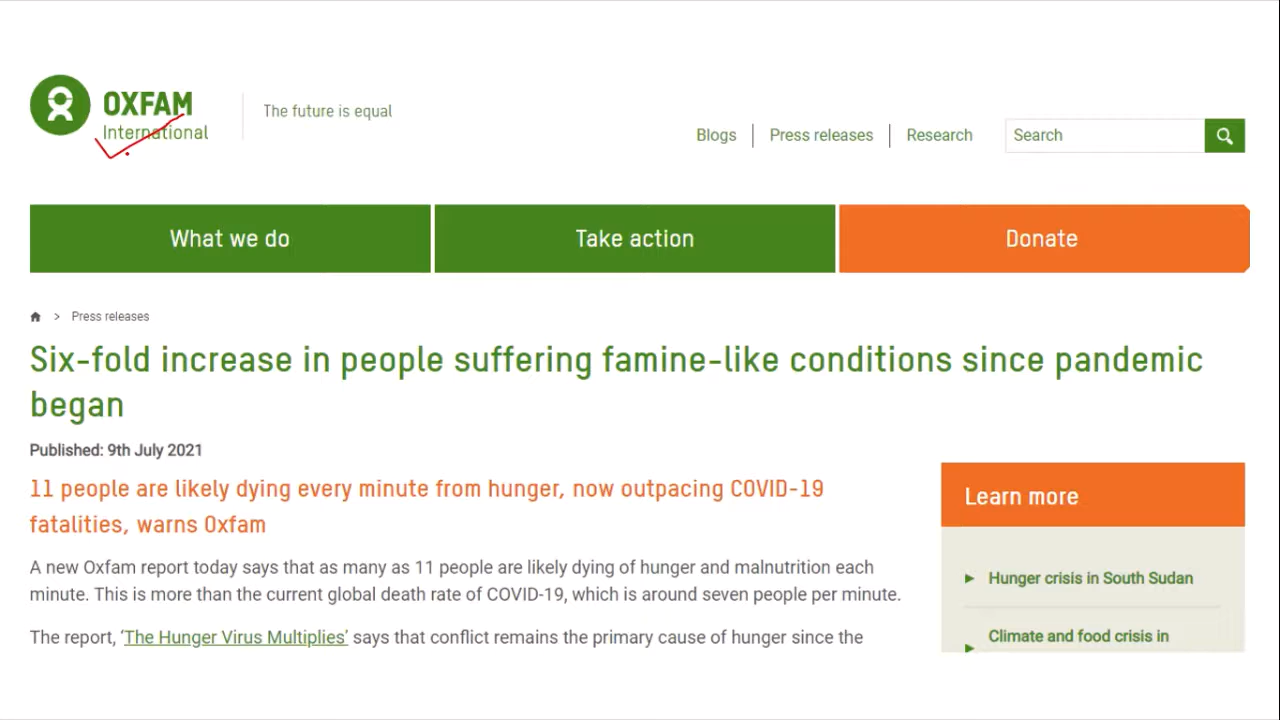 OXFAM
International
The future is equal
Blogs
Press releases
Research
Search
What we do
Take action
Donate
> Press releases
Six-fold increase in people suffering famine-like conditions since pandemic
began
Published: 9th July 2021
11 people are likely dying every minute from hunger, now outpacing COVID-19
fatalities, warns Oxfam
A new Oxfam report today says that as many as 11 people are likely dying of hunger and malnutrition each
minute. This is more than the current global death rate of COVID-19, which is around seven people per minute.
The report, ‘The Hunger Virus Multiplies’ says that conflict remains the primary cause of hunger since the
Learn more
Hunger crisis in South Sudan
Climate and food crisis in